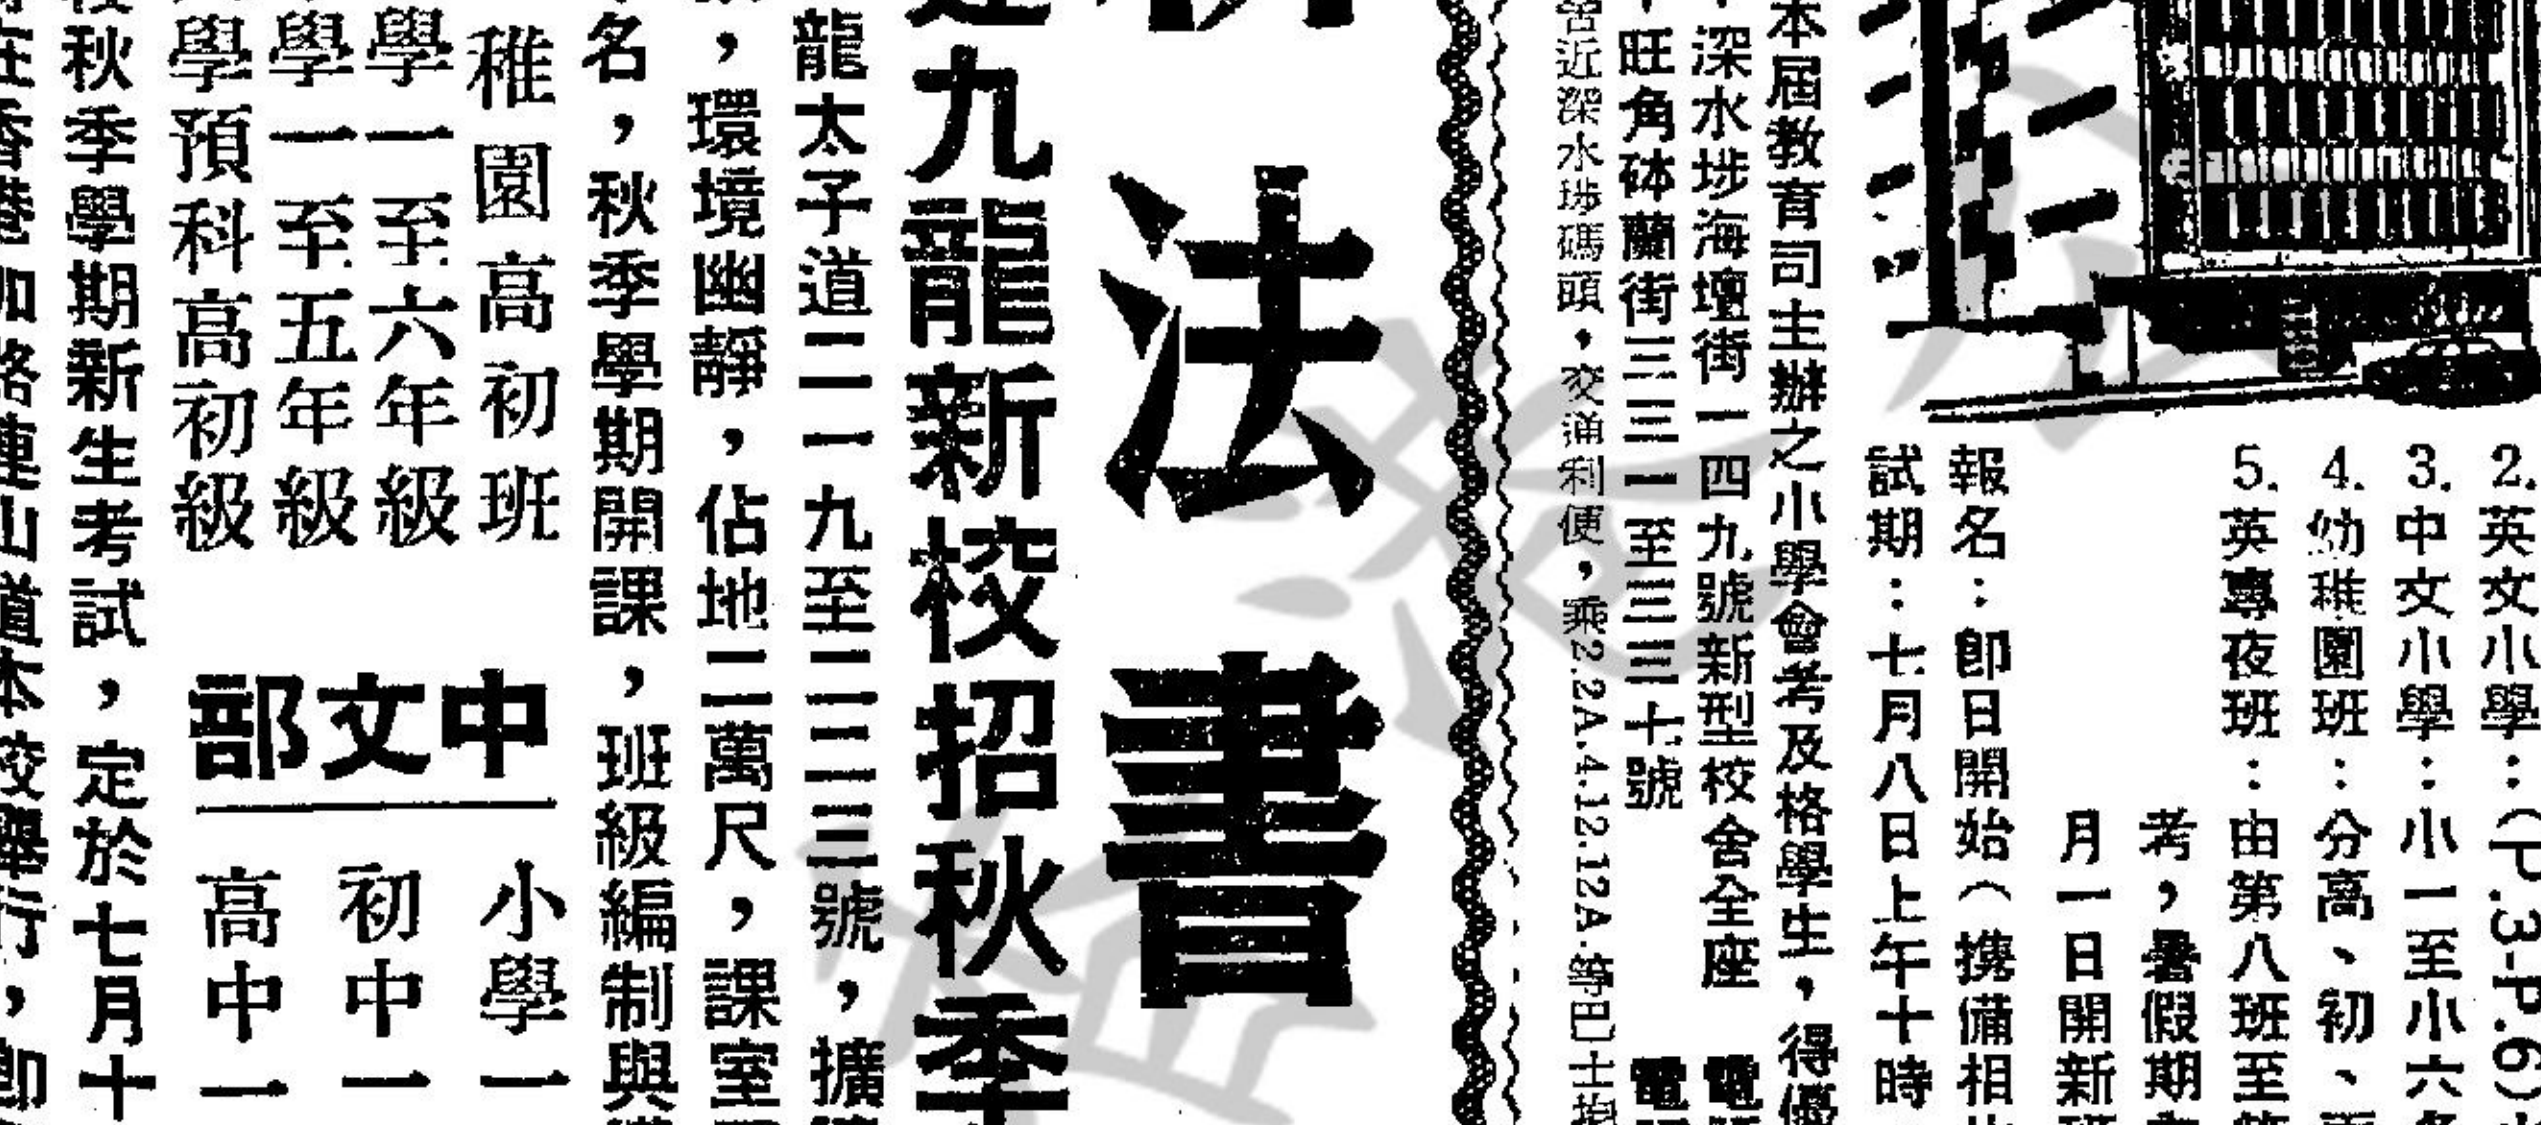 2.英文小學:(P.3-P.6)
3.中文小學:小一至小六各
4.幼稚園班:分高、初、
5.英專夜班:由第八班至第
考,暑假期
月一日開新班
報名:即日開始(携備相
試期:七月八日上午十時
本屆教育司主辦之小學會考及格學生,得優
深水埗海壇街一四九號新型校舍全座 電
旺角砵蘭街三三一至三三七號 電
舍近深水埗碼頭,交通利便,乘2.2A.4.12.12A.等巴士
法書
九龍新校招秋季
龍太子道二一九至二二三號,擴
,環境幽靜,佔地二萬尺,課室
名,秋季學期開課,班級編制與
稚園高初班
學一至六年級
學一至五年級
學預科高初級
中文部
小學一
初中一
高中一
秋季學期新生考試,定於七月十
在香港加路連山道本校舉行,即